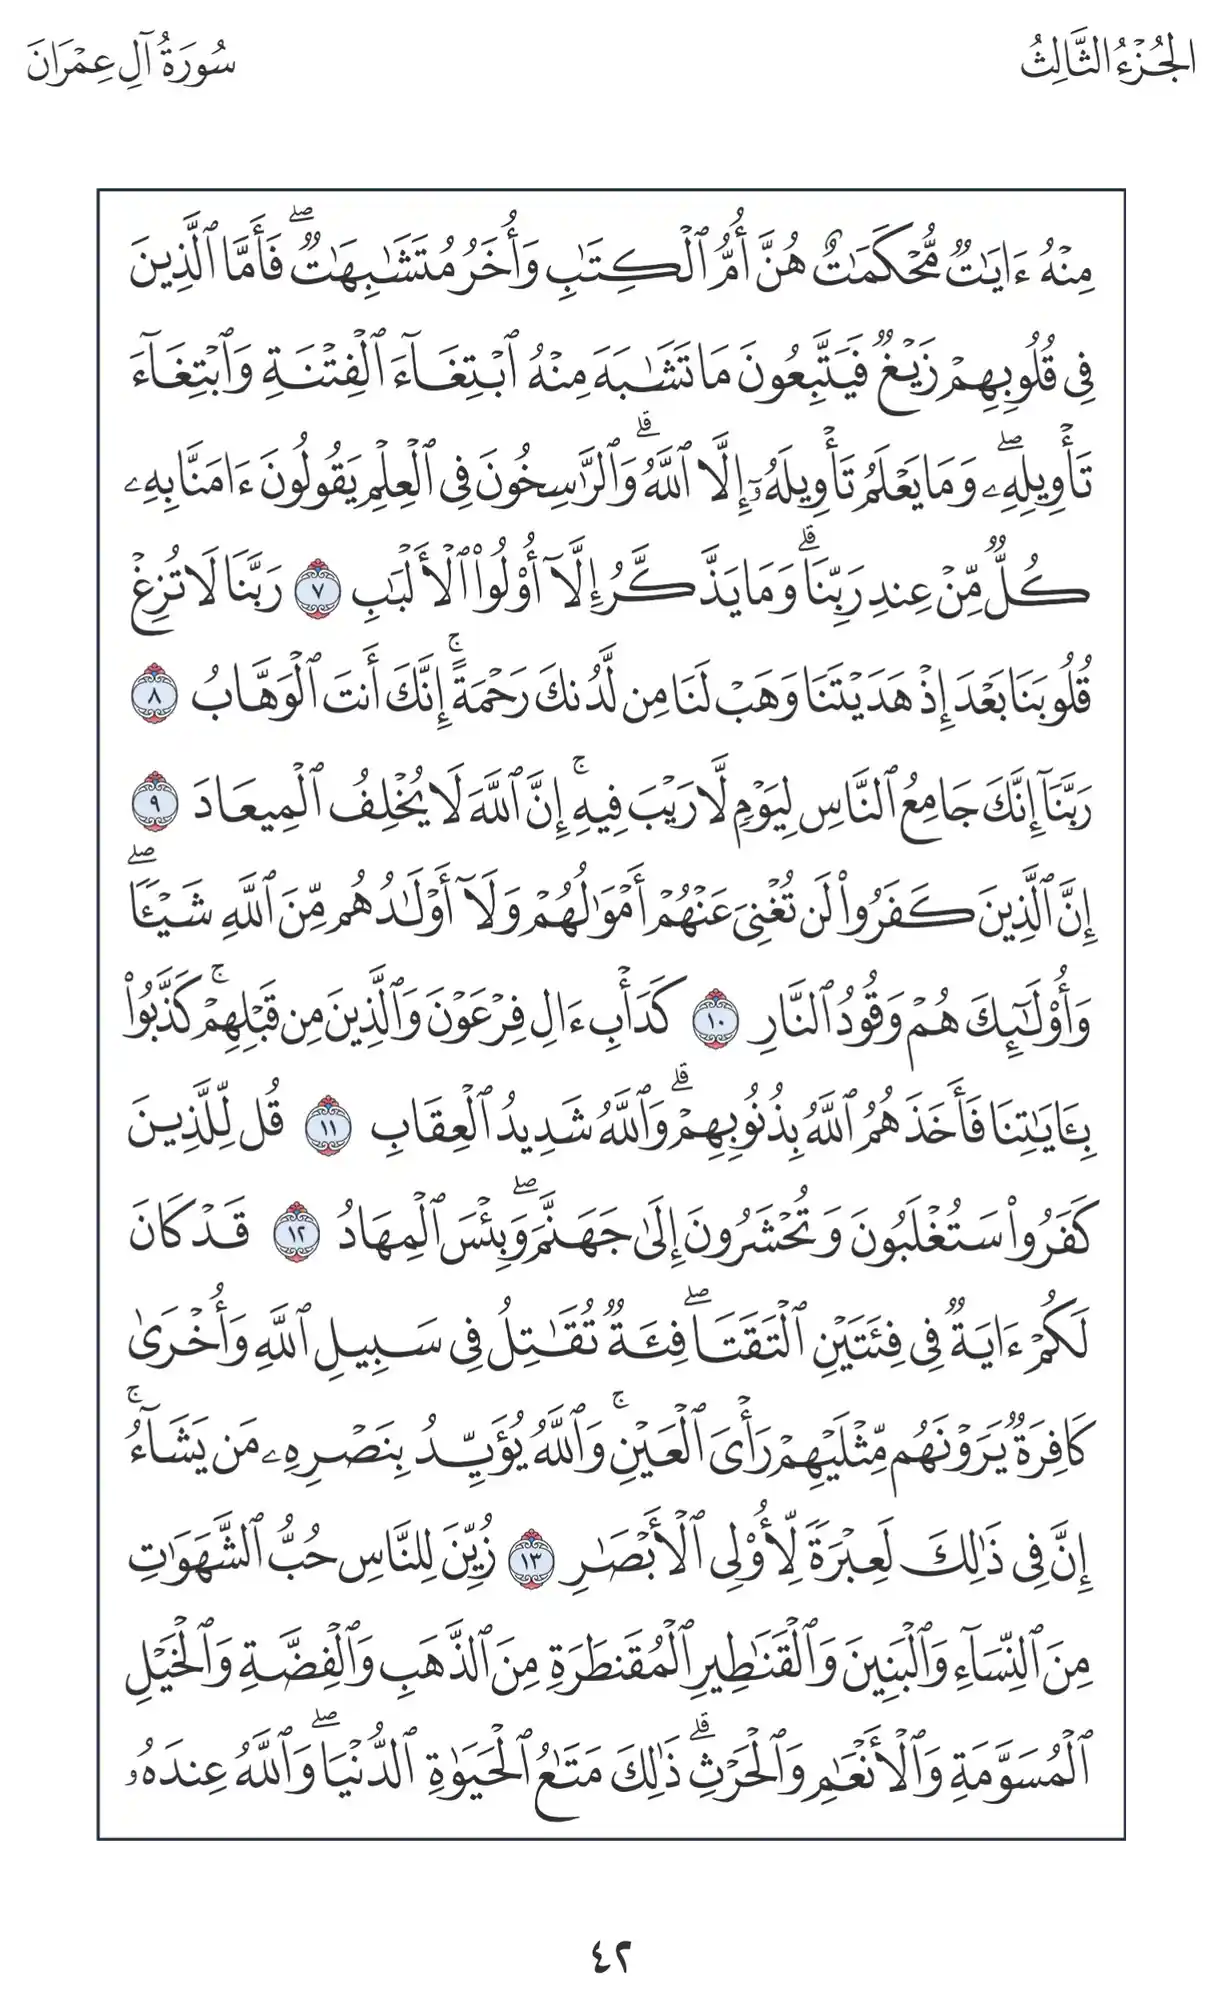 الجُزْءُ الثَّالِثُ
سُورَةُ آلِ عِمْرَانَ
مِنْهُ ءَايَٰتٌ مُّحْكَمَٰتٌ هُنَّ أُمُّ ٱلْكِتَٰبِ وَأُخَرُ مُتَشَٰبِهَٰتٌ ۖ فَأَمَّا ٱلَّذِينَ
فِى قُلُوبِهِمْ زَيْغٌ فَيَتَّبِعُونَ مَا تَشَٰبَهَ مِنْهُ ٱبْتِغَآءَ ٱلْفِتْنَةِ وَٱبْتِغَآءَ
تَأْوِيلِهِۦ ۖ وَمَا يَعْلَمُ تَأْوِيلَهُۥٓ إِلَّا ٱللَّهُ ۗ وَٱلرَّٰسِخُونَ فِى ٱلْعِلْمِ يَقُولُونَ ءَامَنَّا بِهِۦ
كُلٌّ مِّنْ عِندِ رَبِّنَا ۗ وَمَا يَذَّكَّرُ إِلَّآ أُو۟لُوا۟ ٱلْأَلْبَٰبِ ٧ رَبَّنَا لَا تُزِغْ
قُلُوبَنَا بَعْدَ إِذْ هَدَيْتَنَا وَهَبْ لَنَا مِن لَّدُنكَ رَحْمَةً ۚ إِنَّكَ أَنتَ ٱلْوَهَّابُ ٨
رَبَّنَآ إِنَّكَ جَامِعُ ٱلنَّاسِ لِيَوْمٍ لَّا رَيْبَ فِيهِ ۚ إِنَّ ٱللَّهَ لَا يُخْلِفُ ٱلْمِيعَادَ ٩
إِنَّ ٱلَّذِينَ كَفَرُوا۟ لَن تُغْنِىَ عَنْهُمْ أَمْوَٰلُهُمْ وَلَآ أَوْلَٰدُهُم مِّنَ ٱللَّهِ شَيْـًٔا ۖ
وَأُو۟لَٰٓئِكَ هُمْ وَقُودُ ٱلنَّارِ ١٠ كَدَأْبِ ءَالِ فِرْعَوْنَ وَٱلَّذِينَ مِن قَبْلِهِمْ ۚ كَذَّبُوا۟
بِـَٔايَٰتِنَا فَأَخَذَهُمُ ٱللَّهُ بِذُنُوبِهِمْ ۗ وَٱللَّهُ شَدِيدُ ٱلْعِقَابِ ١١ قُل لِّلَّذِينَ
كَفَرُوا۟ سَتُغْلَبُونَ وَتُحْشَرُونَ إِلَىٰ جَهَنَّمَ ۖ وَبِئْسَ ٱلْمِهَادُ ١٢ قَدْ كَانَ
لَكُمْ ءَايَةٌ فِى فِئَتَيْنِ ٱلْتَقَتَا ۖ فِئَةٌ تُقَٰتِلُ فِى سَبِيلِ ٱللَّهِ وَأُخْرَىٰ
كَافِرَةٌ يَرَوْنَهُم مِّثْلَيْهِمْ رَأْىَ ٱلْعَيْنِ ۚ وَٱللَّهُ يُؤَيِّدُ بِنَصْرِهِۦ مَن يَشَآءُ ۚ
إِنَّ فِى ذَٰلِكَ لَعِبْرَةً لِّأُو۟لِى ٱلْأَبْصَٰرِ ١٣ زُيِّنَ لِلنَّاسِ حُبُّ ٱلشَّهَوَٰتِ
مِنَ ٱلنِّسَآءِ وَٱلْبَنِينَ وَٱلْقَنَٰطِيرِ ٱلْمُقَنطَرَةِ مِنَ ٱلذَّهَبِ وَٱلْفِضَّةِ وَٱلْخَيْلِ
ٱلْمُسَوَّمَةِ وَٱلْأَنْعَٰمِ وَٱلْحَرْثِ ۗ ذَٰلِكَ مَتَٰعُ ٱلْحَيَوٰةِ ٱلدُّنْيَا ۖ وَٱللَّهُ عِندَهُۥ
٤٢